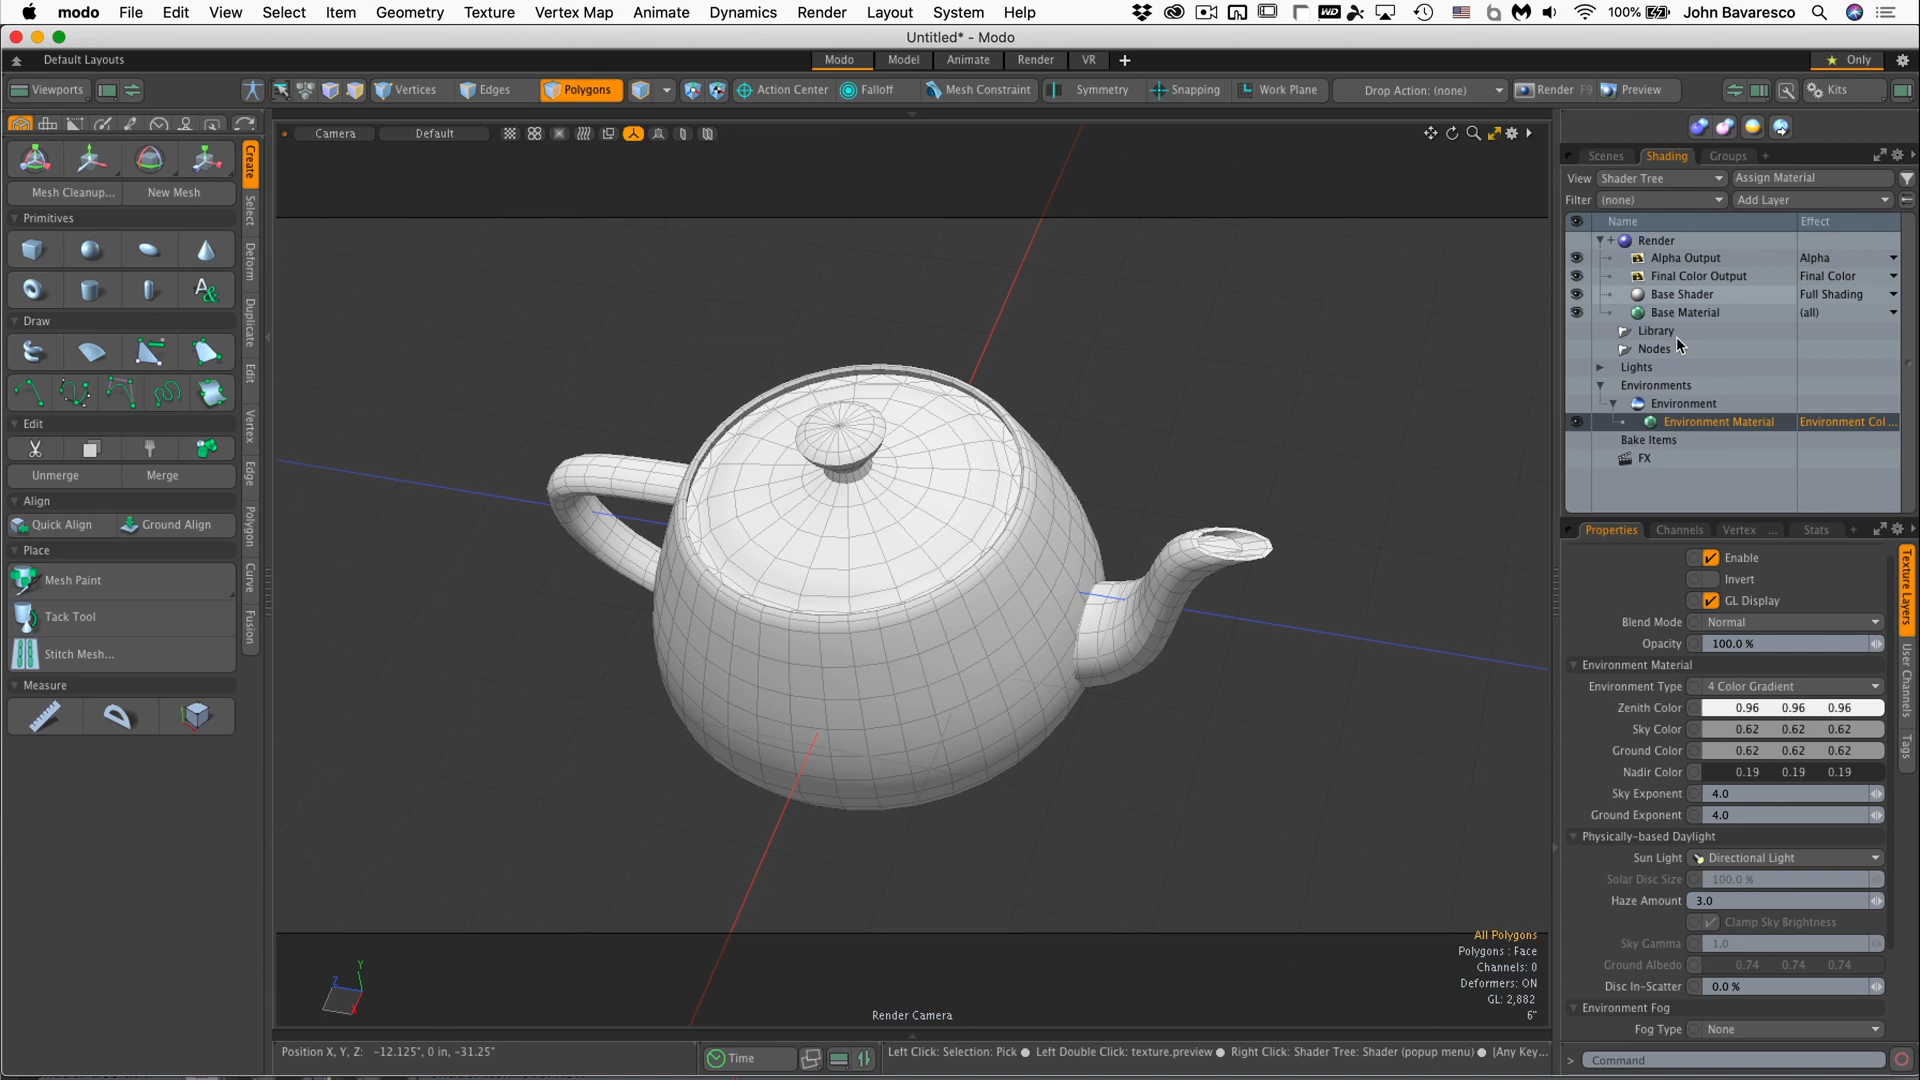 modo File Edit View Select Item Geometry Texture Vertex Map Animate Dynamics Render Layout System Help WD 100% John Bavaresco
Untitled* - Modo
Default Layouts Modo Model Animate Render VR + Only
Viewports Vertices Edges Polygons Action Center Falloff Mesh Constraint Symmetry Snapping Work Plane Drop Action: (none) Render F9 Preview Kits
Camera Default
Mesh Cleanup... New Mesh
Primitives
Draw
Edit
Unmerge Merge
Align
Quick Align Ground Align
Place
Mesh Paint
Tack Tool
Stitch Mesh...
Measure
Create
Select
Deform
Duplicate
Edit
Vertex
Edge
Polygon
Curve
Fusion
Y
Z
X
All Polygons
Polygons : Face
Channels: 0
Deformers: ON
GL: 2,882
6"
Render Camera
Scenes Shading Groups +
View Shader Tree Assign Material
Filter (none) Add Layer
Name Effect
Render
Alpha Output Alpha
Final Color Output Final Color
Base Shader Full Shading
Base Material (all)
Library
Nodes
Lights
Environments
Environment
Environment Material Environment Col ...
Bake Items
FX
Properties Channels Vertex ... Stats +
Enable
Invert
GL Display
Blend Mode Normal
Opacity 100.0 %
Environment Material
Environment Type 4 Color Gradient
Zenith Color 0.96 0.96 0.96
Sky Color 0.62 0.62 0.62
Ground Color 0.62 0.62 0.62
Nadir Color 0.19 0.19 0.19
Sky Exponent 4.0
Ground Exponent 4.0
Physically-based Daylight
Sun Light Directional Light
Solar Disc Size 100.0 %
Haze Amount 3.0
Clamp Sky Brightness
Sky Gamma 1.0
Ground Albedo 0.74 0.74 0.74
Disc In-Scatter 0.0 %
Environment Fog
Fog Type None
Texture Layers
User Channels
Tags
Position X, Y, Z: -12.125", 0 in, -31.25" Time Left Click: Selection: Pick ● Left Double Click: texture.preview ● Right Click: Shader Tree: Shader (popup menu) ● [Any Key... > Command